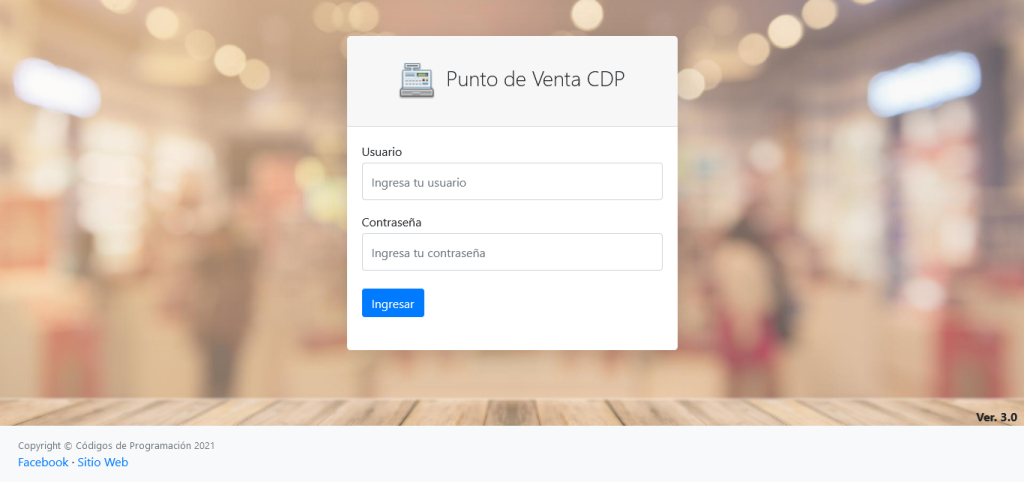 Punto de Venta CDP
Usuario
Ingresa tu usuario
Contraseña
Ingresa tu contraseña
Ingresar
Ver. 3.0
Copyright © Códigos de Programación 2021
Facebook · Sitio Web